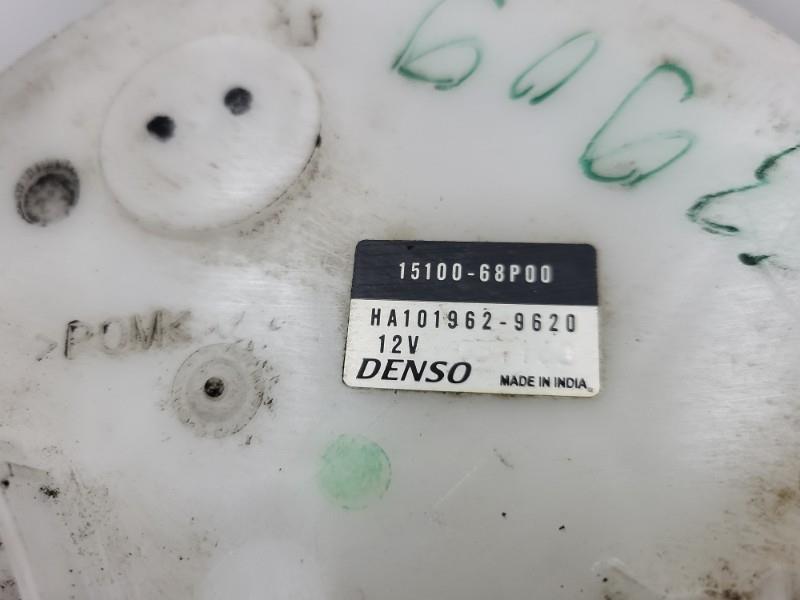 15100-68P00
HA101962-9620
12V
DENSO MADE IN INDIA
>POM<